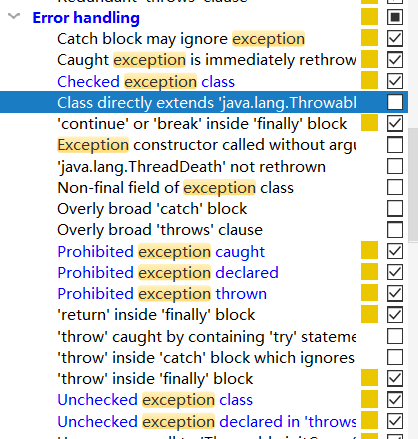 Redundant 'throws' clause
Error handling
Catch block may ignore exception
Caught exception is immediately rethrow
Checked exception class
Class directly extends 'java.lang.Throwabl
'continue' or 'break' inside 'finally' block
Exception constructor called without argu
'java.lang.ThreadDeath' not rethrown
Non-final field of exception class
Overly broad 'catch' block
Overly broad 'throws' clause
Prohibited exception caught
Prohibited exception declared
Prohibited exception thrown
'return' inside 'finally' block
'throw' caught by containing 'try' stateme
'throw' inside 'catch' block which ignores
'throw' inside 'finally' block
Unchecked exception class
Unchecked exception declared in 'throws